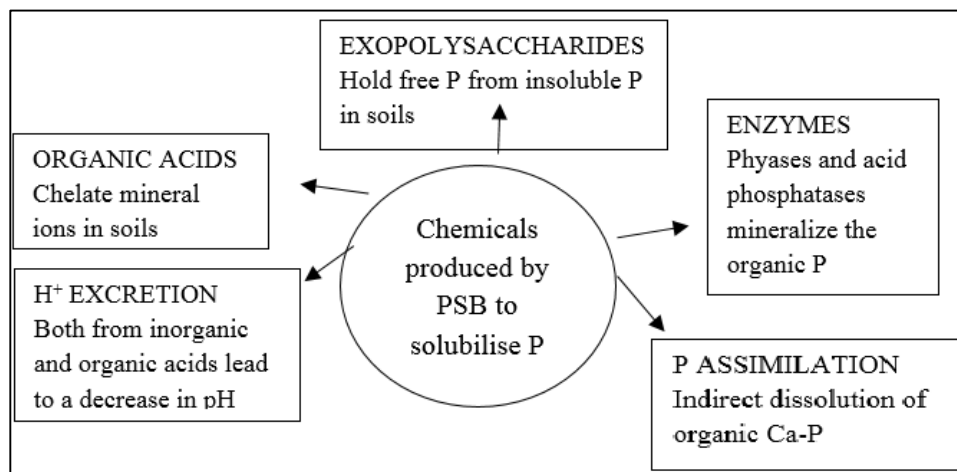 EXOPOLYSACCHARIDES
Hold free P from insoluble P
in soils
ORGANIC ACIDS
Chelate mineral
ions in soils
ENZYMES
Phyases and acid
phosphatases
mineralize the
organic P
Chemicals
produced by
PSB to
solubilise P
H⁺ EXCRETION
Both from inorganic
and organic acids lead
to a decrease in pH
P ASSIMILATION
Indirect dissolution of
organic Ca-P